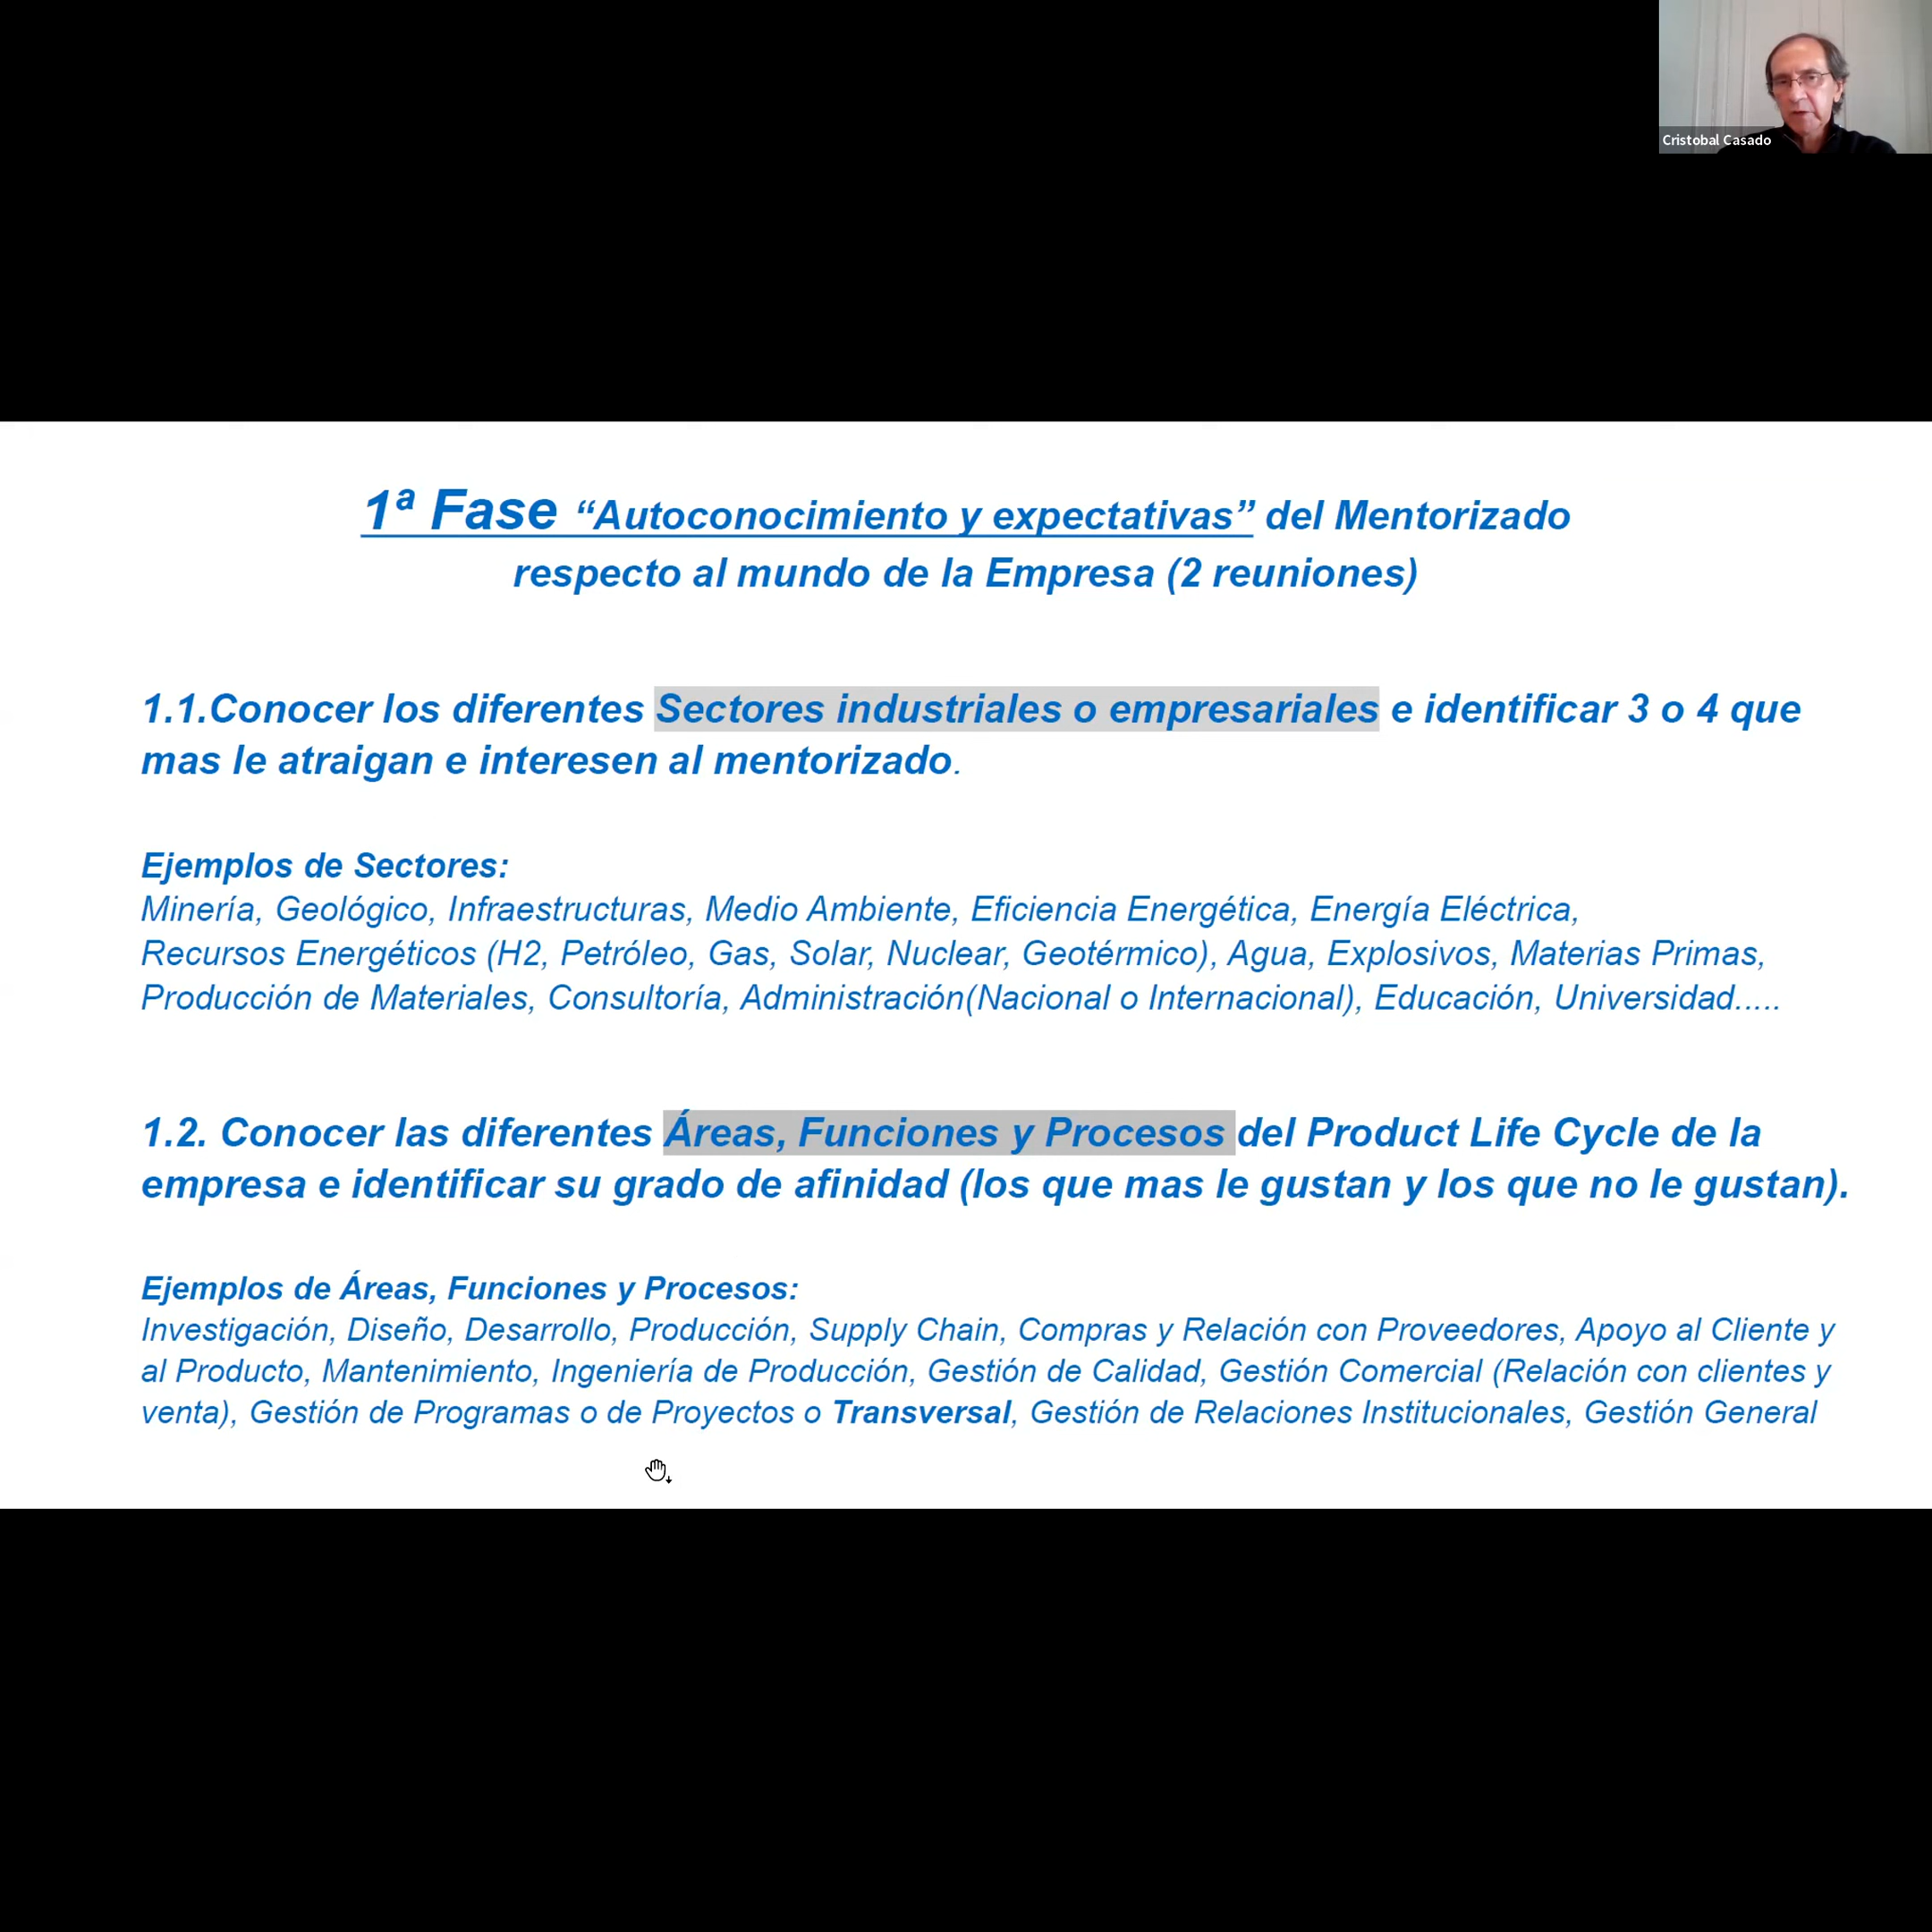 Cristobal Casado
1ª Fase “Autoconocimiento y expectativas” del Mentorizado
respecto al mundo de la Empresa (2 reuniones)
1.1.Conocer los diferentes Sectores industriales o empresariales e identificar 3 o 4 que
mas le atraigan e interesen al mentorizado.
Ejemplos de Sectores:
Minería, Geológico, Infraestructuras, Medio Ambiente, Eficiencia Energética, Energía Eléctrica,
Recursos Energéticos (H2, Petróleo, Gas, Solar, Nuclear, Geotérmico), Agua, Explosivos, Materias Primas,
Producción de Materiales, Consultoría, Administración(Nacional o Internacional), Educación, Universidad.....
1.2. Conocer las diferentes Áreas, Funciones y Procesos del Product Life Cycle de la
empresa e identificar su grado de afinidad (los que mas le gustan y los que no le gustan).
Ejemplos de Áreas, Funciones y Procesos:
Investigación, Diseño, Desarrollo, Producción, Supply Chain, Compras y Relación con Proveedores, Apoyo al Cliente y
al Producto, Mantenimiento, Ingeniería de Producción, Gestión de Calidad, Gestión Comercial (Relación con clientes y
venta), Gestión de Programas o de Proyectos o Transversal, Gestión de Relaciones Institucionales, Gestión General